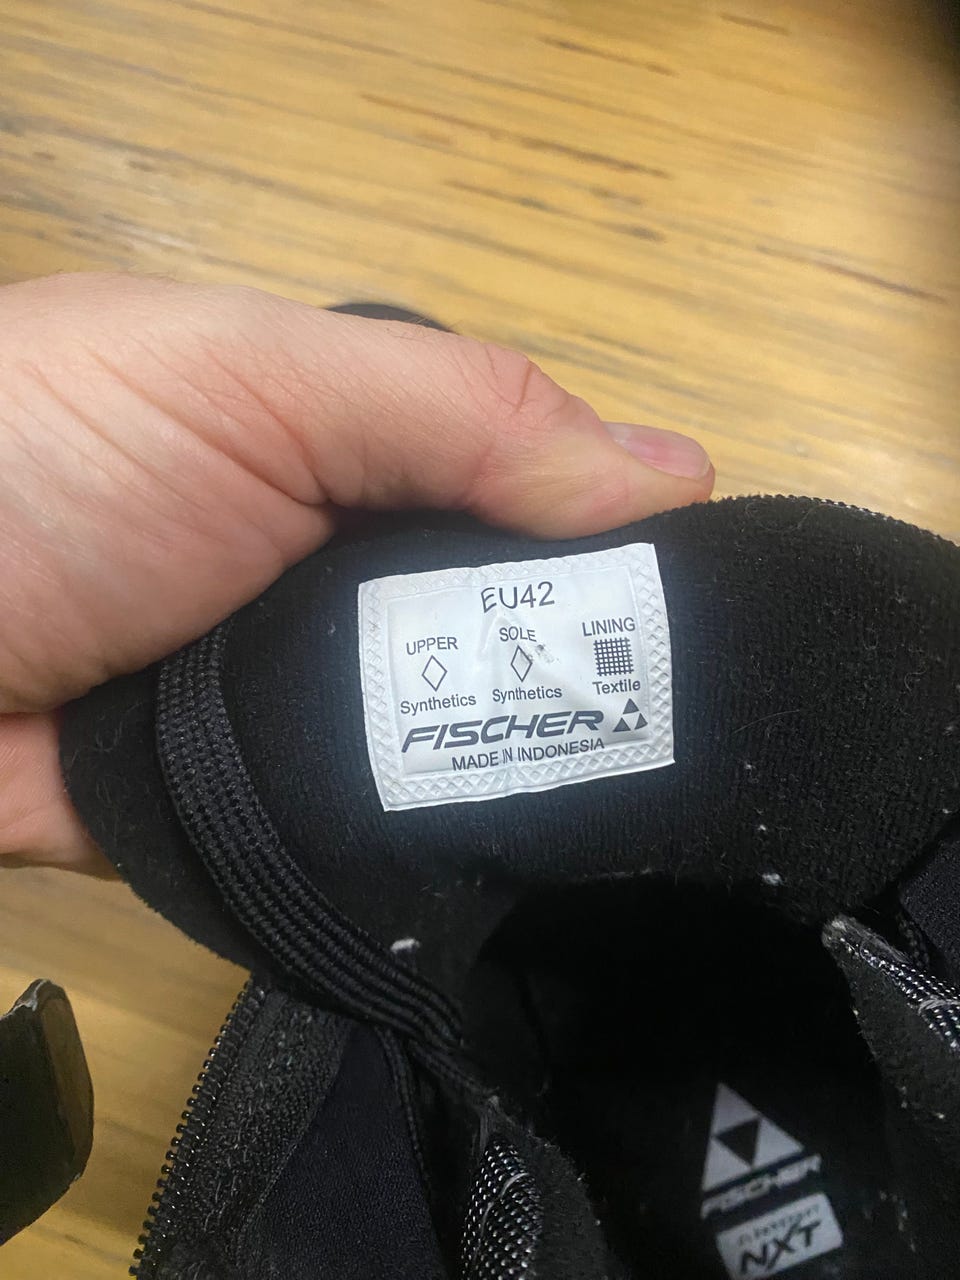 EU42
UPPER SOLE LINING
Synthetics Synthetics Textile
FISCHER
MADE IN INDONESIA
FISCHER
NXT